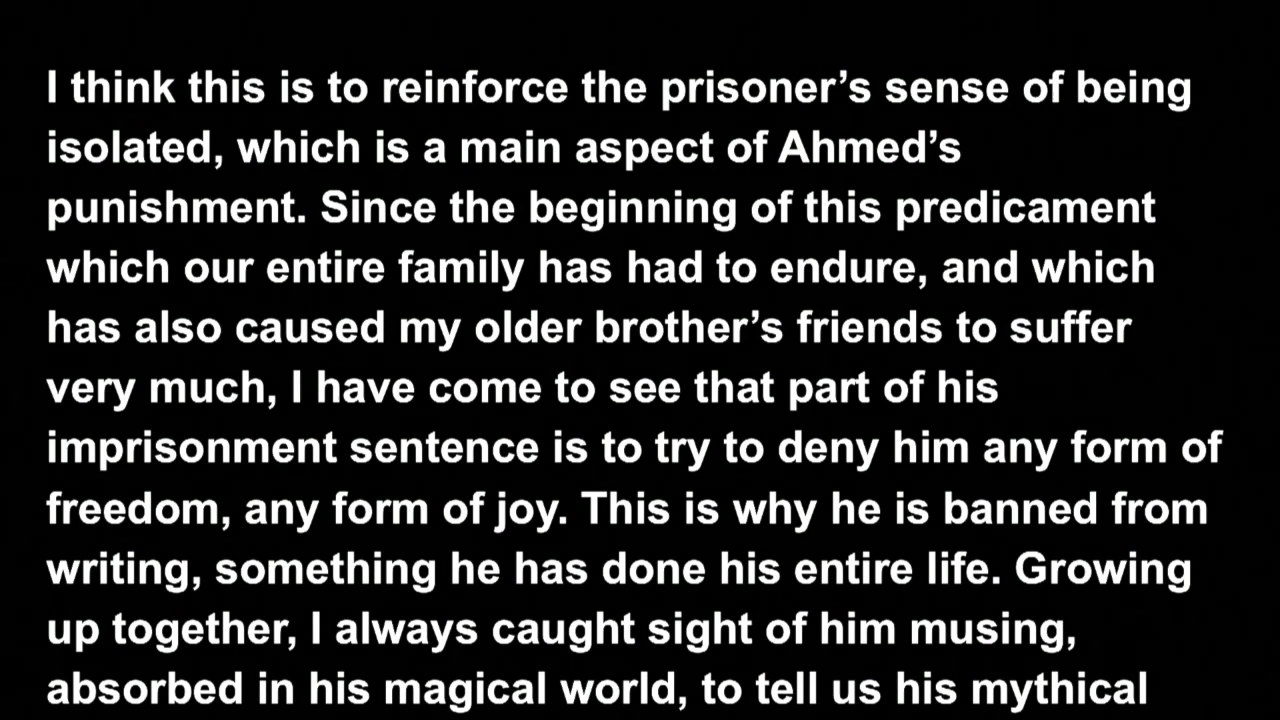 I think this is to reinforce the prisoner’s sense of being
isolated, which is a main aspect of Ahmed’s
punishment. Since the beginning of this predicament
which our entire family has had to endure, and which
has also caused my older brother’s friends to suffer
very much, I have come to see that part of his
imprisonment sentence is to try to deny him any form of
freedom, any form of joy. This is why he is banned from
writing, something he has done his entire life. Growing
up together, I always caught sight of him musing,
absorbed in his magical world, to tell us his mythical